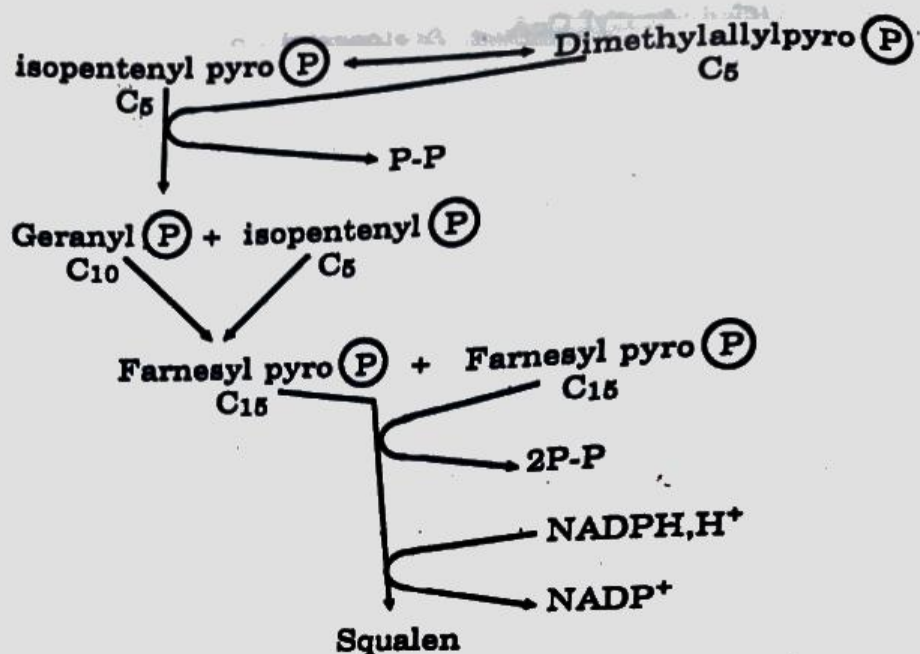 isopentenyl pyro P
C5
Dimethylallylpyro P
C5
P-P
Geranyl P + isopentenyl P
C10
C5
Farnesyl pyro P + Farnesyl pyro P
C15
C15
2P-P
NADPH,H+
NADP+
Squalen